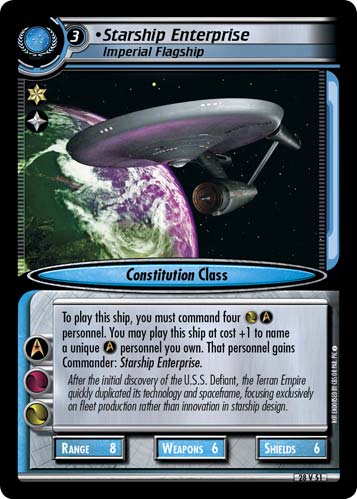 3
•Starship Enterprise
Imperial Flagship
Constitution Class
To play this ship, you must command four
personnel. You may play this ship at cost +1 to name
a unique personnel you own. That personnel gains
Commander: Starship Enterprise.
After the initial discovery of the U.S.S. Defiant, the Terran Empire
quickly duplicated its technology and spaceframe, focusing exclusively
on fleet production rather than innovation in starship design.
RANGE 8 WEAPONS 6 SHIELDS 6
28 V 51